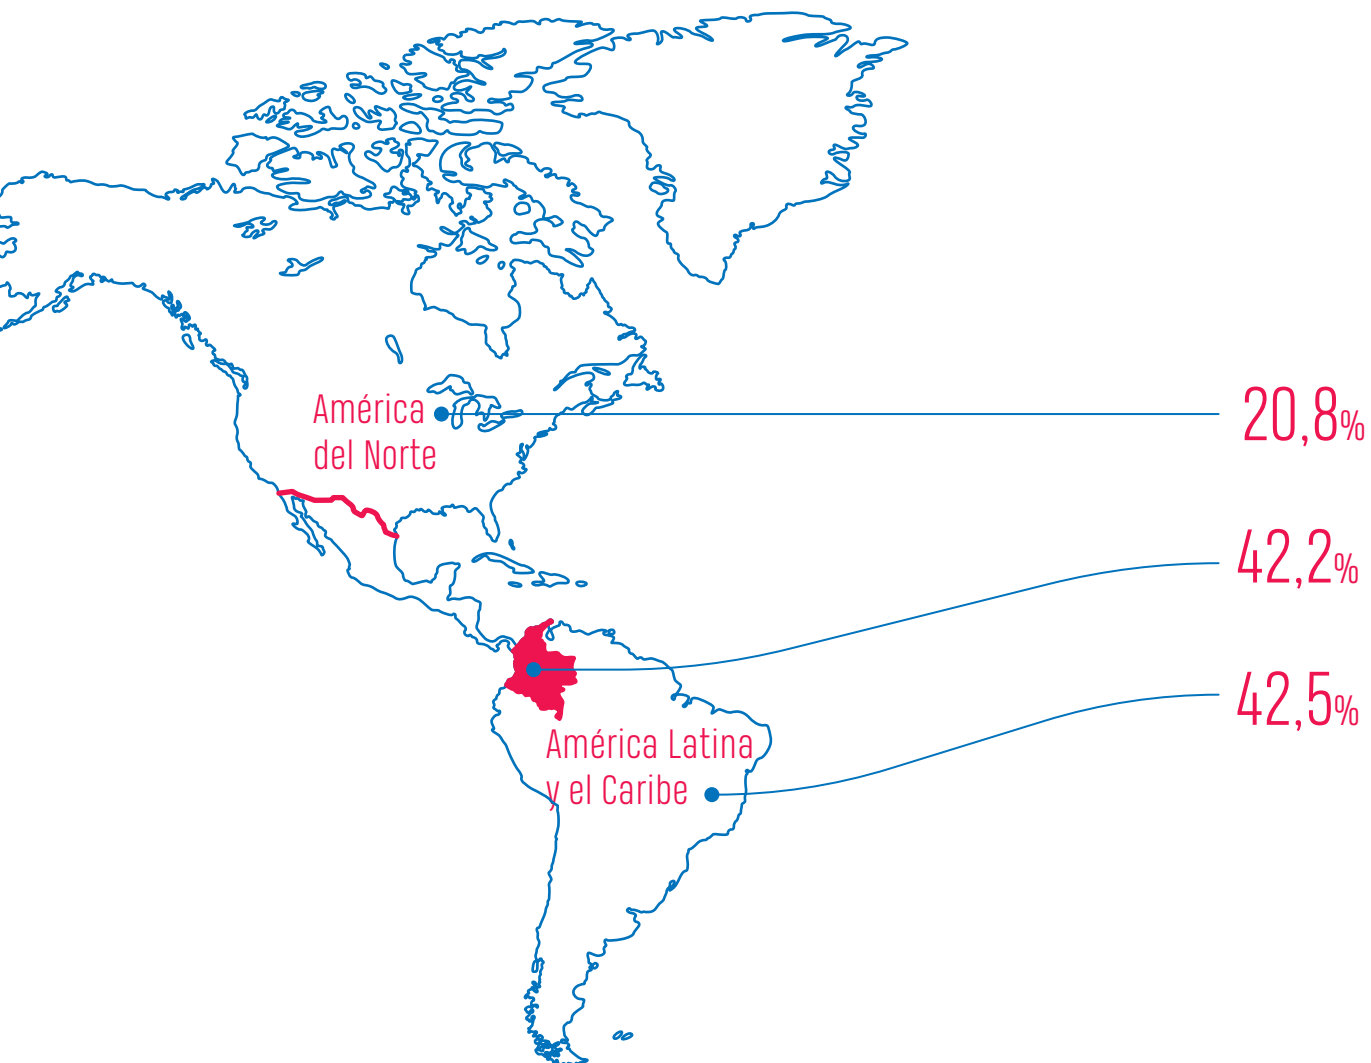 América
del Norte
20,8%
42,2%
42,5%
América Latina
y el Caribe